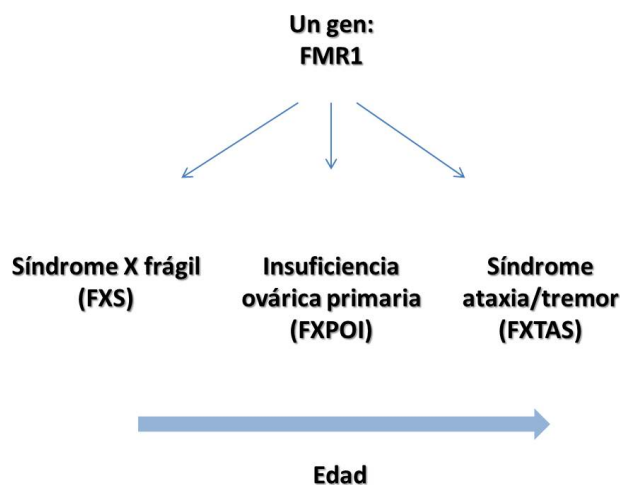 Un gen:
FMR1
Síndrome X frágil
(FXS)
Insuficiencia
ovárica primaria
(FXPOI)
Síndrome
ataxia/tremor
(FXTAS)
Edad